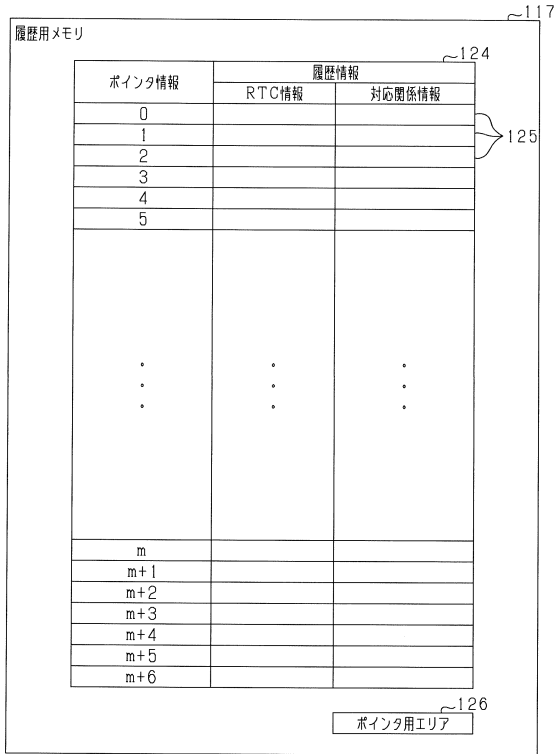 117
履歴用メモリ
124
ポインタ情報 履歴情報
RTC情報 対応関係情報
0
1
125
2
3
4
5
m
m+1
m+2
m+3
m+4
m+5
m+6
126
ポインタ用エリア